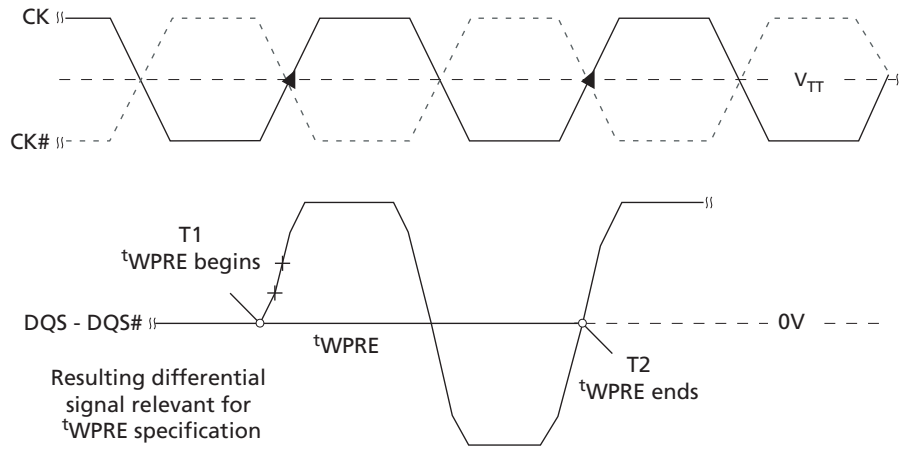 CK
V_TT
CK#
T1
tWPRE begins
DQS - DQS#
0V
tWPRE
T2
tWPRE ends
Resulting differential
signal relevant for
tWPRE specification